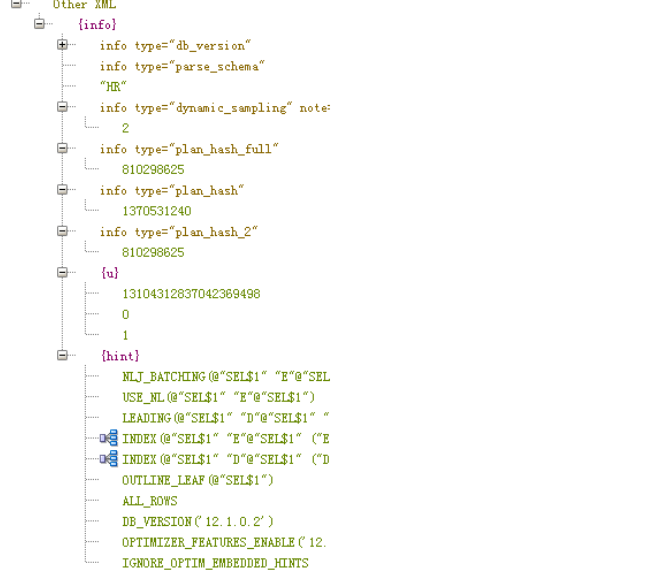 Other XML
{info}
info type="db_version"
info type="parse_schema"
"HR"
info type="dynamic_sampling" note=
2
info type="plan_hash_full"
810298625
info type="plan_hash"
1370531240
info type="plan_hash_2"
810298625
{u}
13104312837042369498
0
1
{hint}
NLJ_BATCHING(@"SEL$1" "E"@"SEL
USE_NL(@"SEL$1" "E"@"SEL$1")
LEADING(@"SEL$1" "D"@"SEL$1" "
INDEX(@"SEL$1" "E"@"SEL$1" ("E
INDEX(@"SEL$1" "D"@"SEL$1" ("D
OUTLINE_LEAF(@"SEL$1")
ALL_ROWS
DB_VERSION('12.1.0.2')
OPTIMIZER_FEATURES_ENABLE('12.
IGNORE_OPTIM_EMBEDDED_HINTS